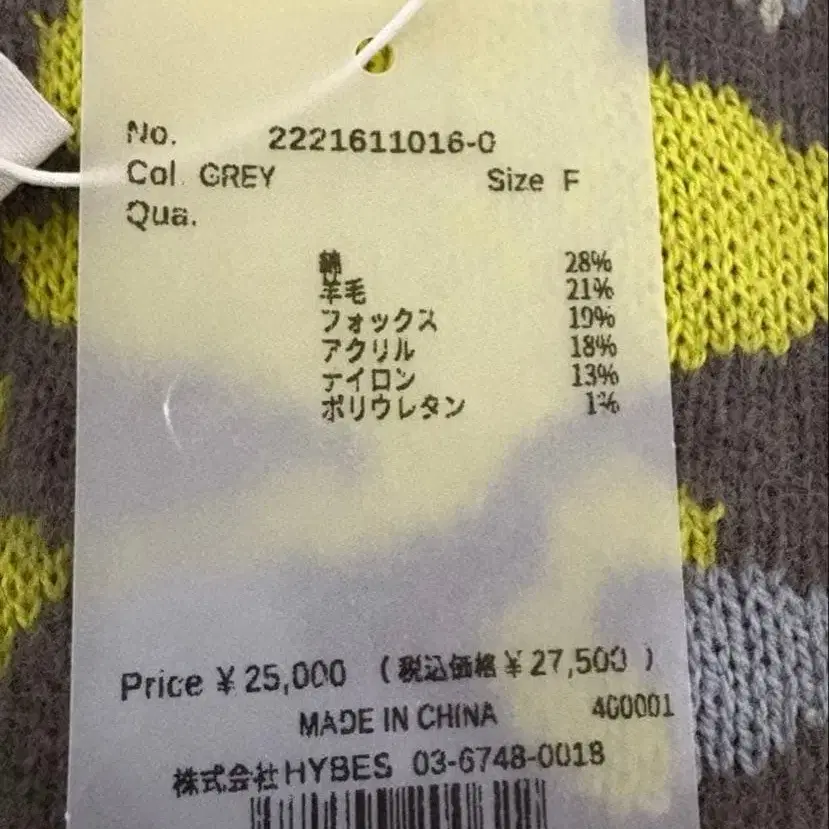 No. 2221611016-0
Col. GREY Size F
Qua.
綿 28%
羊毛 21%
フォックス 19%
アクリル 18%
ナイロン 13%
ポリウレタン 1%
Price ¥25,000 (税込価格¥27,500)
MADE IN CHINA 400001
株式会社HYBES 03-6748-0018